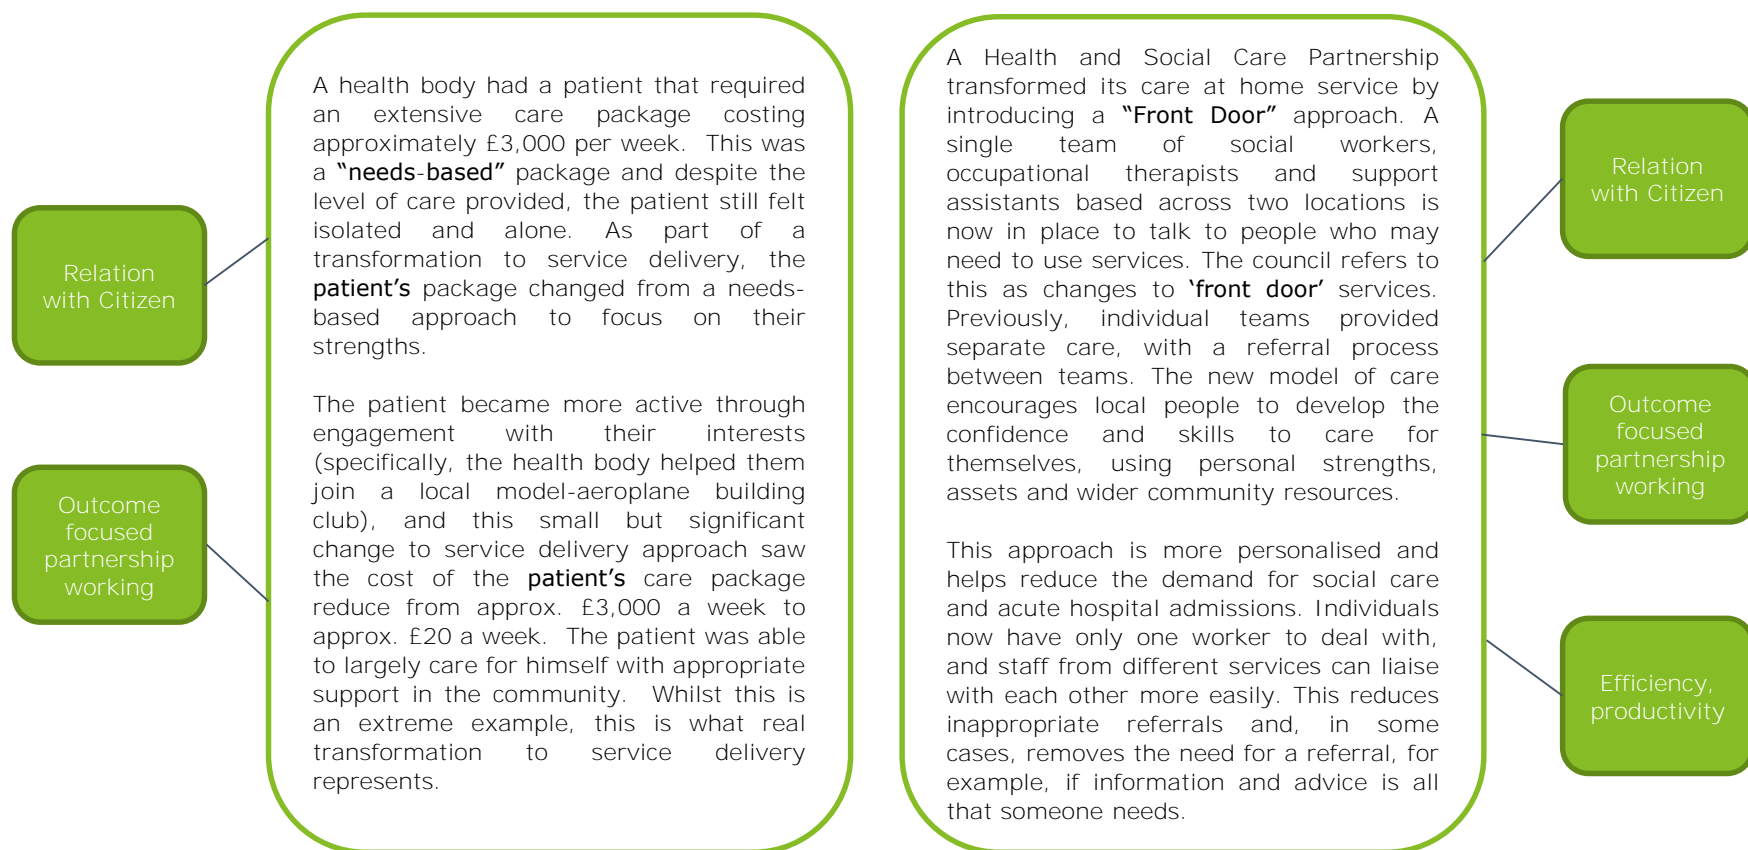 Relation
with Citizen
Outcome
focused
partnership
working
A health body had a patient that required
an extensive care package costing
approximately £3,000 per week. This was
a “needs-based” package and despite the
level of care provided, the patient still felt
isolated and alone. As part of a
transformation to service delivery, the
patient’s package changed from a needs-
based approach to focus on their
strengths.
The patient became more active through
engagement with their interests
(specifically, the health body helped them
join a local model-aeroplane building
club), and this small but significant
change to service delivery approach saw
the cost of the patient’s care package
reduce from approx. £3,000 a week to
approx. £20 a week. The patient was able
to largely care for himself with appropriate
support in the community. Whilst this is
an extreme example, this is what real
transformation to service delivery
represents.
A Health and Social Care Partnership
transformed its care at home service by
introducing a “Front Door” approach. A
single team of social workers,
occupational therapists and support
assistants based across two locations is
now in place to talk to people who may
need to use services. The council refers to
this as changes to ‘front door’ services.
Previously, individual teams provided
separate care, with a referral process
between teams. The new model of care
encourages local people to develop the
confidence and skills to care for
themselves, using personal strengths,
assets and wider community resources.
This approach is more personalised and
helps reduce the demand for social care
and acute hospital admissions. Individuals
now have only one worker to deal with,
and staff from different services can liaise
with each other more easily. This reduces
inappropriate referrals and, in some
cases, removes the need for a referral, for
example, if information and advice is all
that someone needs.
Relation
with Citizen
Outcome
focused
partnership
working
Efficiency,
productivity